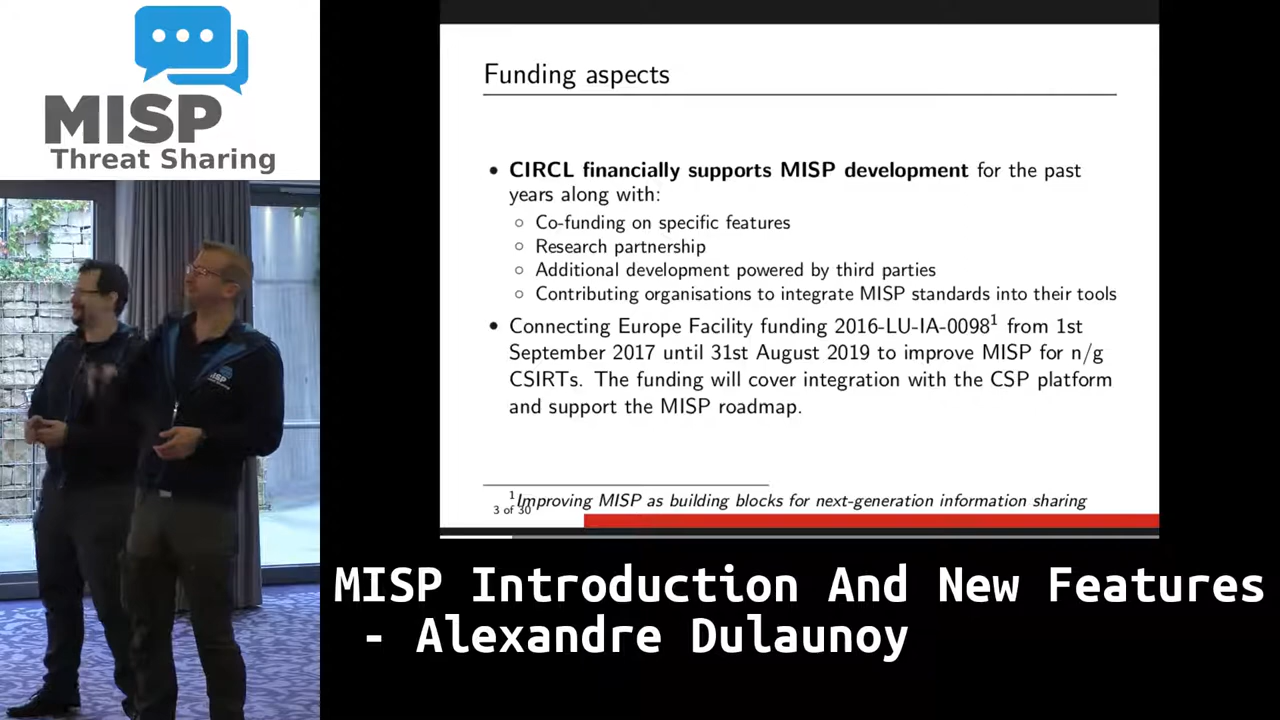 MISP
Threat Sharing
Funding aspects
• CIRCL financially supports MISP development for the past
years along with:
○ Co-funding on specific features
○ Research partnership
○ Additional development powered by third parties
○ Contributing organisations to integrate MISP standards into their tools
• Connecting Europe Facility funding 2016-LU-IA-0098¹ from 1st
September 2017 until 31st August 2019 to improve MISP for n/g
CSIRTs. The funding will cover integration with the CSP platform
and support the MISP roadmap.
¹Improving MISP as building blocks for next-generation information sharing
3 of 30
MISP
MISP Introduction And New Features
- Alexandre Dulaunoy